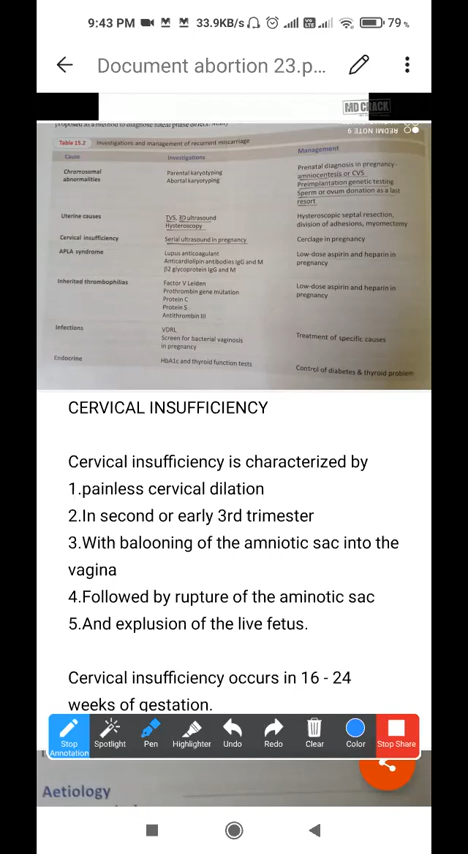 9:43 PM 33.9KB/s 79%
Document abortion 23.p...
MD CRACK
REDMI NOTE 9
Table 15.2 Investigations and management of recurrent miscarriage
Cause Investigations Management
Chromosomal abnormalities
Parental karyotyping
Abortal karyotyping
Prenatal diagnosis in pregnancy
amniocentesis or CVS
Preimplantation genetic testing
Sperm or ovum donation as a last
resort
Uterine causes
TVS, 3D ultrasound
Hysteroscopy
Hysteroscopic septal resection,
division of adhesions, myomectomy
Cervical insufficiency Serial ultrasound in pregnancy Cerclage in pregnancy
APLA syndrome
Lupus anticoagulant
Anticardiolipin antibodies IgG and M
β2 glycoprotein IgG and M
Low-dose aspirin and heparin in
pregnancy
Inherited thrombophilias
Factor V Leiden
Prothrombin gene mutation
Protein C
Protein S
Antithrombin III
Low-dose aspirin and heparin in
pregnancy
Infections
VDRL
Screen for bacterial vaginosis
in pregnancy
Treatment of specific causes
Endocrine HbA1c and thyroid function tests Control of diabetes & thyroid problem
CERVICAL INSUFFICIENCY
Cervical insufficiency is characterized by
1.painless cervical dilation
2.In second or early 3rd trimester
3.With balooning of the amniotic sac into the
vagina
4.Followed by rupture of the aminotic sac
5.And explusion of the live fetus.
Cervical insufficiency occurs in 16 - 24
weeks of gestation.
Stop Annotation Spotlight Pen Highlighter Undo Redo Clear Color Stop Share
Aetiology